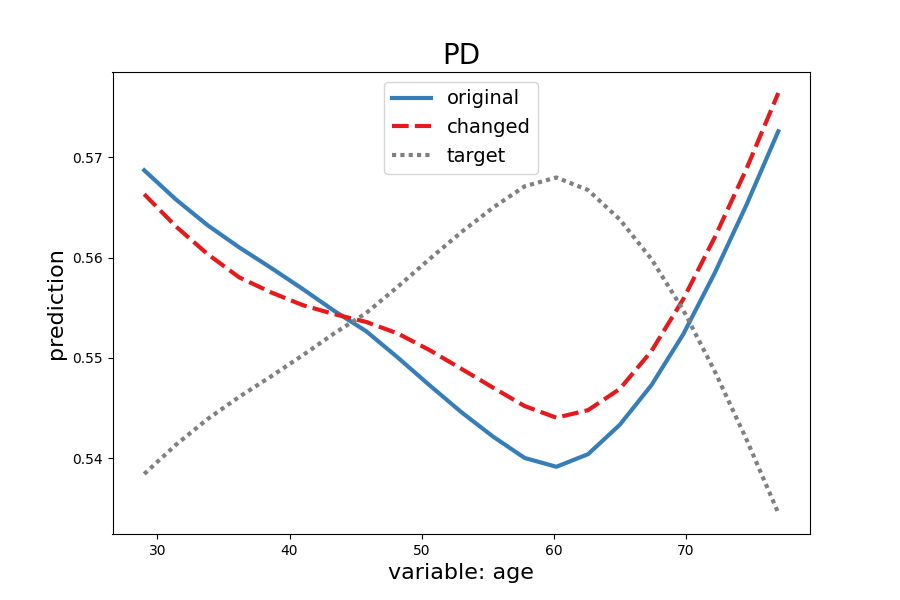 PD
original
changed
target
prediction
0.57
0.56
0.55
0.54
30 40 50 60 70
variable: age